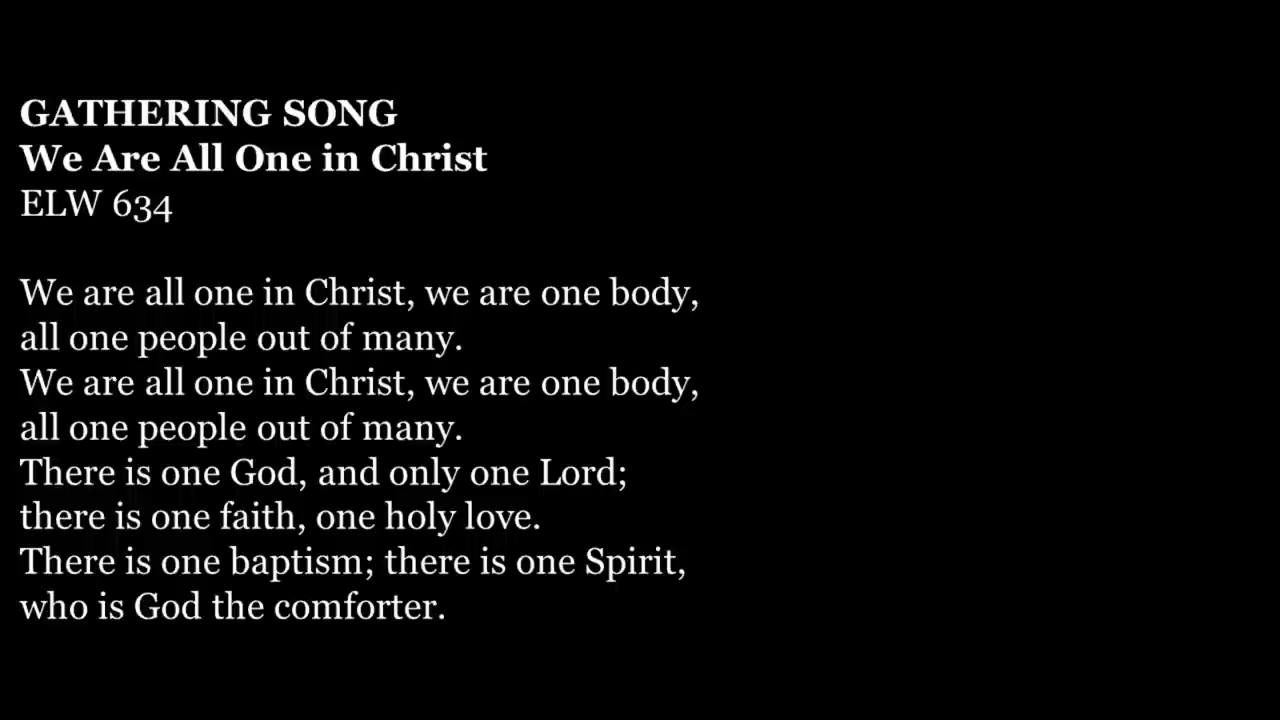 GATHERING SONG
We Are All One in Christ
ELW 634
We are all one in Christ, we are one body,
all one people out of many.
We are all one in Christ, we are one body,
all one people out of many.
There is one God, and only one Lord;
there is one faith, one holy love.
There is one baptism; there is one Spirit,
who is God the comforter.